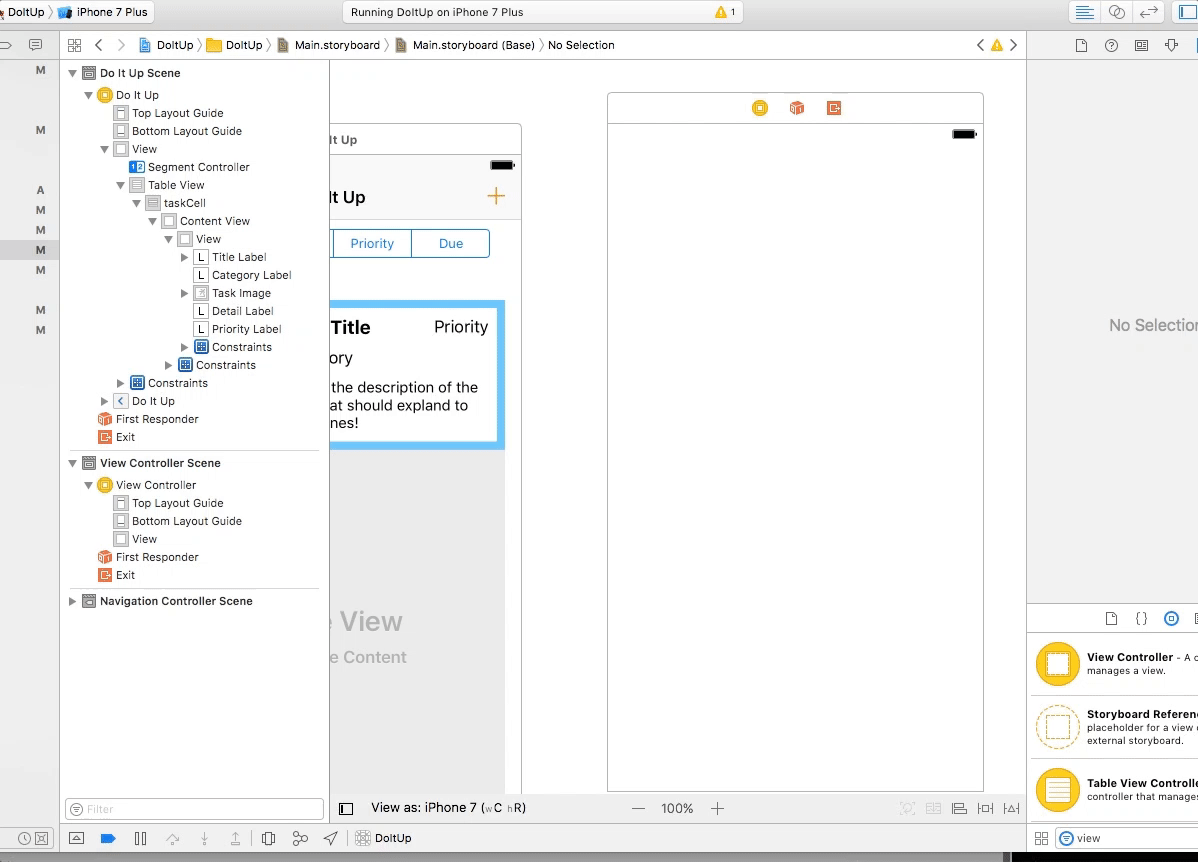 DoItUp iPhone 7 Plus
Running DoItUp on iPhone 7 Plus
1
DoItUp DoItUp Main.storyboard Main.storyboard (Base) No Selection
M
M
A
M
M
M
M
M
M
Do It Up Scene
Do It Up
Top Layout Guide
Bottom Layout Guide
View
1 2 Segment Controller
Table View
taskCell
Content View
View
L Title Label
L Category Label
Task Image
L Detail Label
L Priority Label
Constraints
Constraints
Constraints
Do It Up
First Responder
Exit
View Controller Scene
View Controller
Top Layout Guide
Bottom Layout Guide
View
First Responder
Exit
Navigation Controller Scene
Filter
It Up
It Up
Priority Due
Title Priority
ory
the description of the
at should expland to
nes!
View
e Content
View as: iPhone 7 (wC hR)
100%
DoItUp
No Selection
View Controller - A c
manages a view.
Storyboard Referenc
placeholder for a view c
external storyboard.
Table View Controlle
controller that manages
view